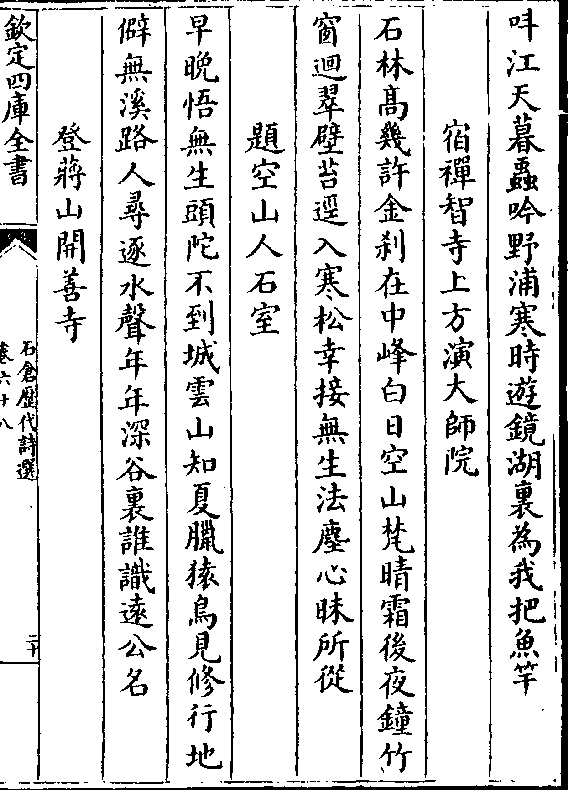 吽江天暮蟲吟野浦寒時遊鏡湖裏為我把魚竿
宿禪智寺上方演大師院
石林髙幾許金刹在中峰白日空山梵晴霜後夜鐘竹
窗迴翠壁苔逕入寒松幸接無生法塵心昧所從
題空山人石室
早晚悟無生頭陀不到城雲山知夏臘猿鳥見修行地
僻無溪路人尋逐水聲年年深谷裏誰識遠公名
登蔣山開善寺
欽定四庫全書
石倉歷代詩選
卷六十八
二十